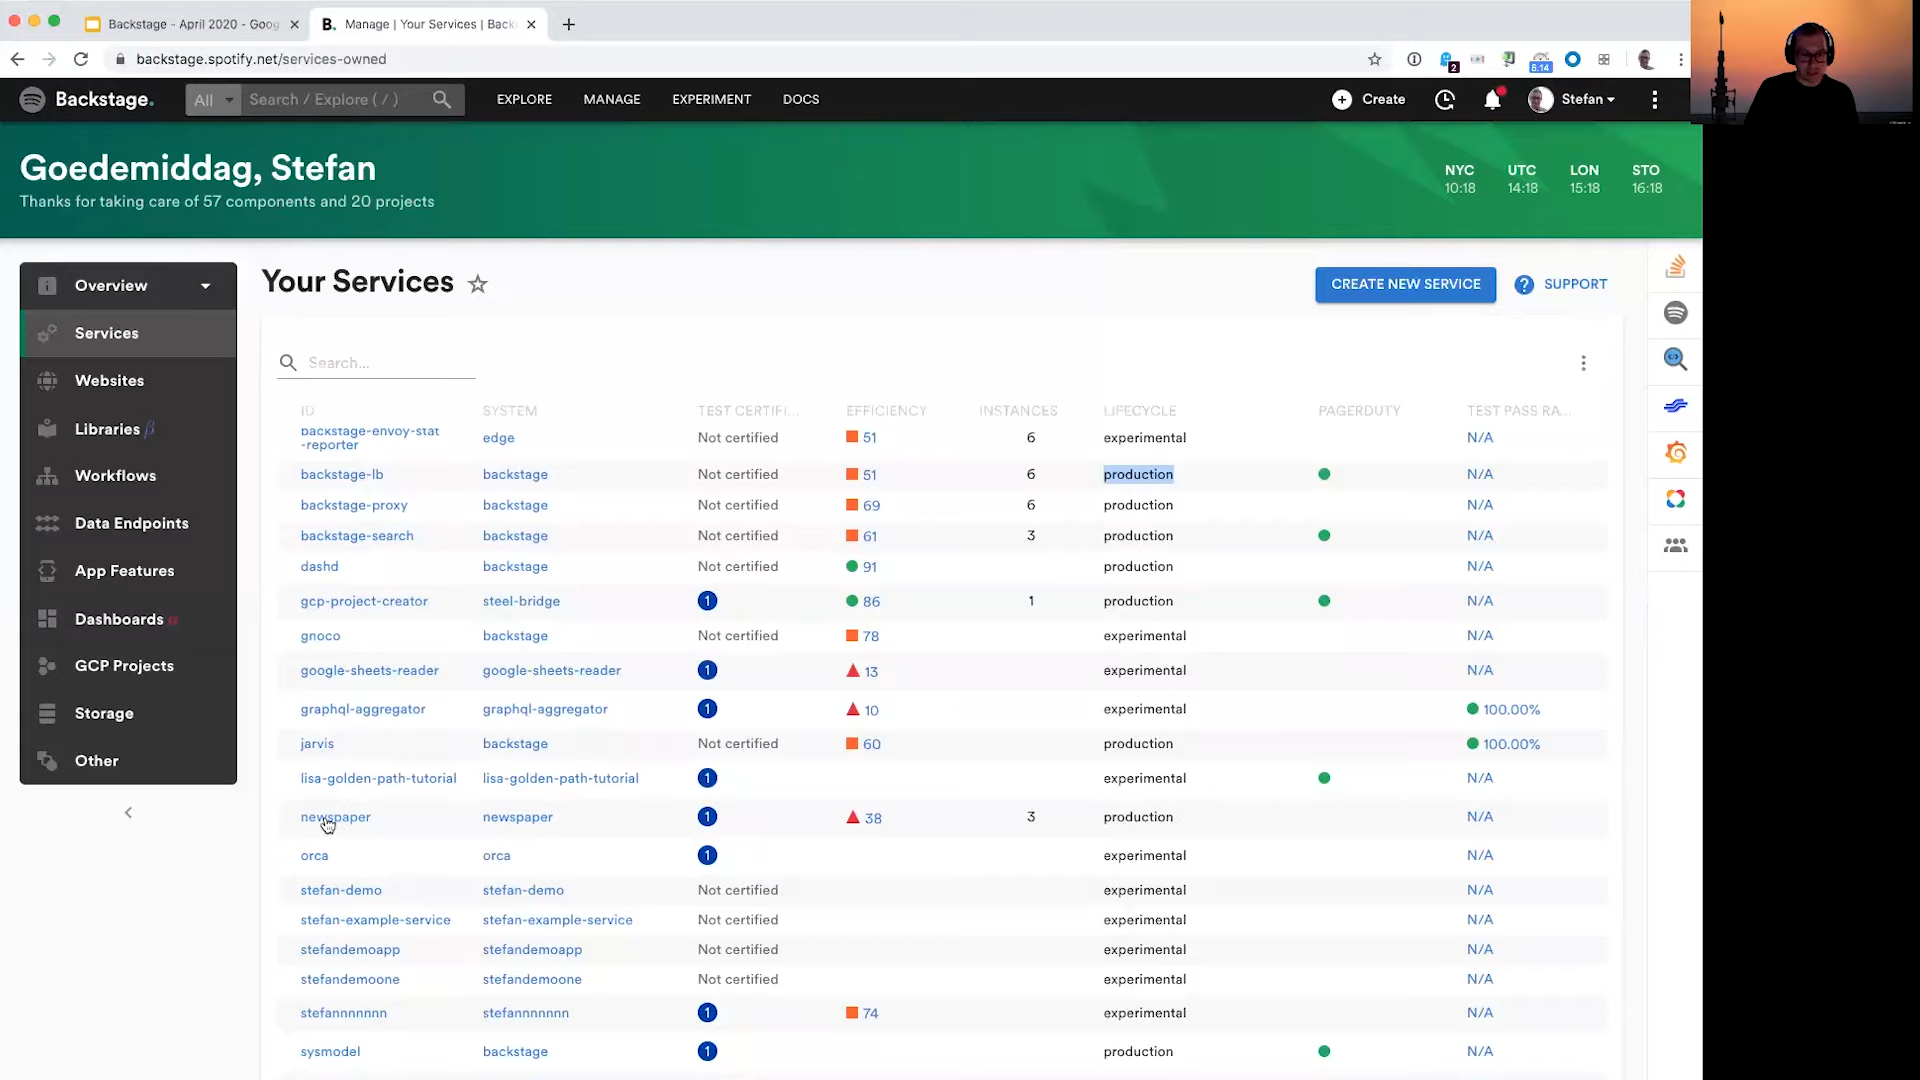 Backstage - April 2020 - Goog
B. Manage | Your Services | Back
backstage.spotify.net/services-owned
2
6.14
Backstage.
All
Search / Explore ( / )
EXPLORE
MANAGE
EXPERIMENT
DOCS
Create
Stefan
Goedemiddag, Stefan
Thanks for taking care of 57 components and 20 projects
NYC UTC LON STO
10:18 14:18 15:18 16:18
Overview
Services
Websites
Libraries β
Workflows
Data Endpoints
App Features
Dashboards
GCP Projects
Storage
Other
Your Services
CREATE NEW SERVICE
SUPPORT
Search...
ID SYSTEM TEST CERTIFI... EFFICIENCY INSTANCES LIFECYCLE PAGERDUTY TEST PASS RA...
backstage-envoy-stat
-reporter edge Not certified 51 6 experimental N/A
backstage-lb backstage Not certified 51 6 production N/A
backstage-proxy backstage Not certified 69 6 production N/A
backstage-search backstage Not certified 61 3 production N/A
dashd backstage Not certified 91 production N/A
gcp-project-creator steel-bridge 1 86 1 production N/A
gnoco backstage Not certified 78 experimental N/A
google-sheets-reader google-sheets-reader 1 13 experimental N/A
graphql-aggregator graphql-aggregator 1 10 experimental 100.00%
jarvis backstage Not certified 60 production 100.00%
lisa-golden-path-tutorial lisa-golden-path-tutorial 1 experimental N/A
newspaper newspaper 1 38 3 production N/A
orca orca 1 experimental N/A
stefan-demo stefan-demo Not certified experimental N/A
stefan-example-service stefan-example-service Not certified experimental N/A
stefandemoapp stefandemoapp Not certified experimental N/A
stefandemoone stefandemoone Not certified experimental N/A
stefannnnnnn stefannnnnnn 1 74 experimental N/A
sysmodel backstage 1 production N/A